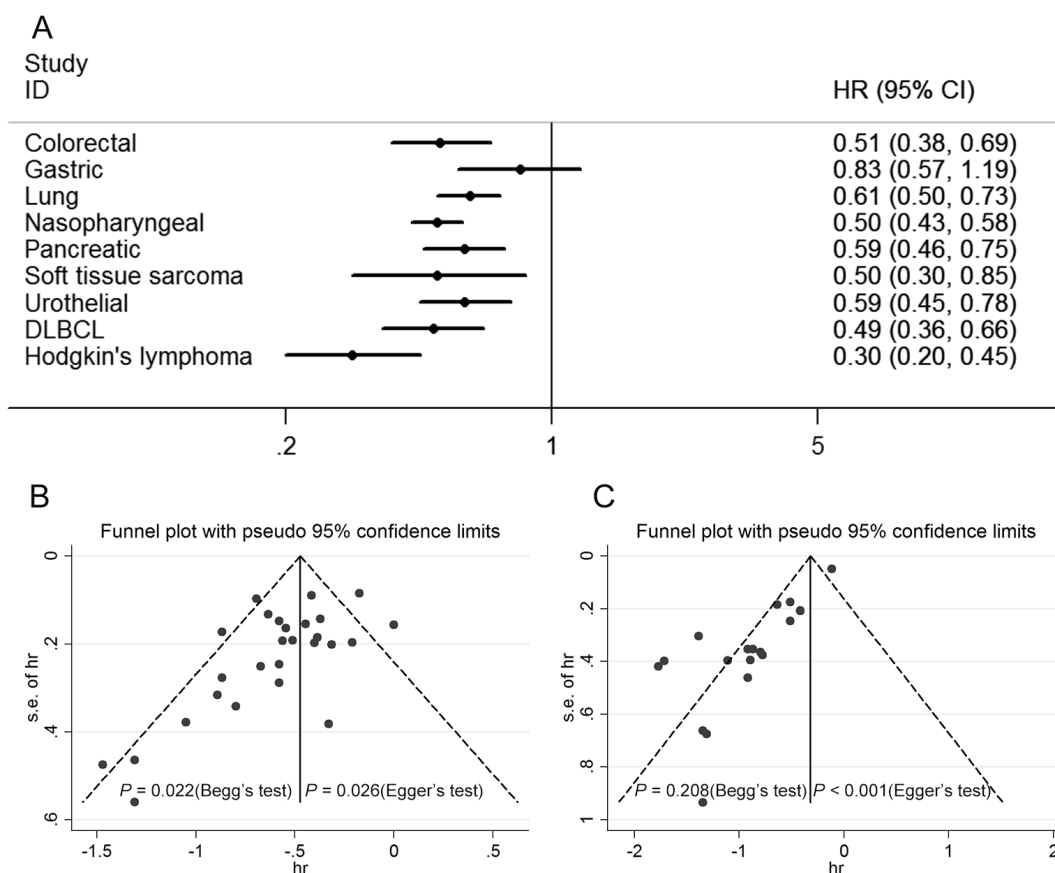 A
Study
ID HR (95% CI)
Colorectal 0.51 (0.38, 0.69)
Gastric 0.83 (0.57, 1.19)
Lung 0.61 (0.50, 0.73)
Nasopharyngeal 0.50 (0.43, 0.58)
Pancreatic 0.59 (0.46, 0.75)
Soft tissue sarcoma 0.50 (0.30, 0.85)
Urothelial 0.59 (0.45, 0.78)
DLBCL 0.49 (0.36, 0.66)
Hodgkin's lymphoma 0.30 (0.20, 0.45)
.2 1 5
B
Funnel plot with pseudo 95% confidence limits
s.e. of hr
0
.2
.4
.6
P = 0.022(Begg's test) P = 0.026(Egger's test)
-1.5 -1 -.5 0 .5
hr
C
Funnel plot with pseudo 95% confidence limits
s.e. of hr
0
.2
.4
.6
.8
1
P = 0.208(Begg's test) P < 0.001(Egger's test)
-2 -1 0 1 2
hr